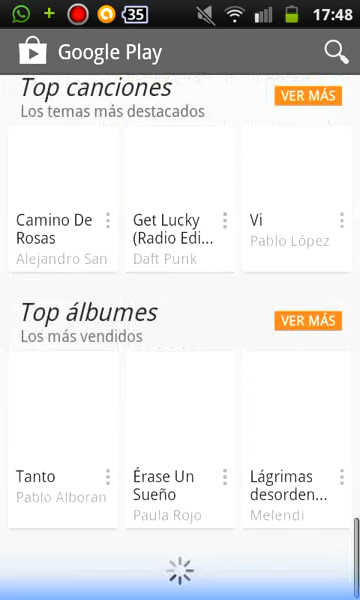 35 17:48
Google Play
Top canciones
Los temas más destacados
VER MÁS
Camino De
Rosas
Alejandro San
Get Lucky
(Radio Edi...
Daft Punk
Vi
Pablo López
Top álbumes
Los más vendidos
VER MÁS
Tanto
Pablo Alboran
Érase Un
Sueño
Paula Rojo
Lágrimas
desorden...
Melendi